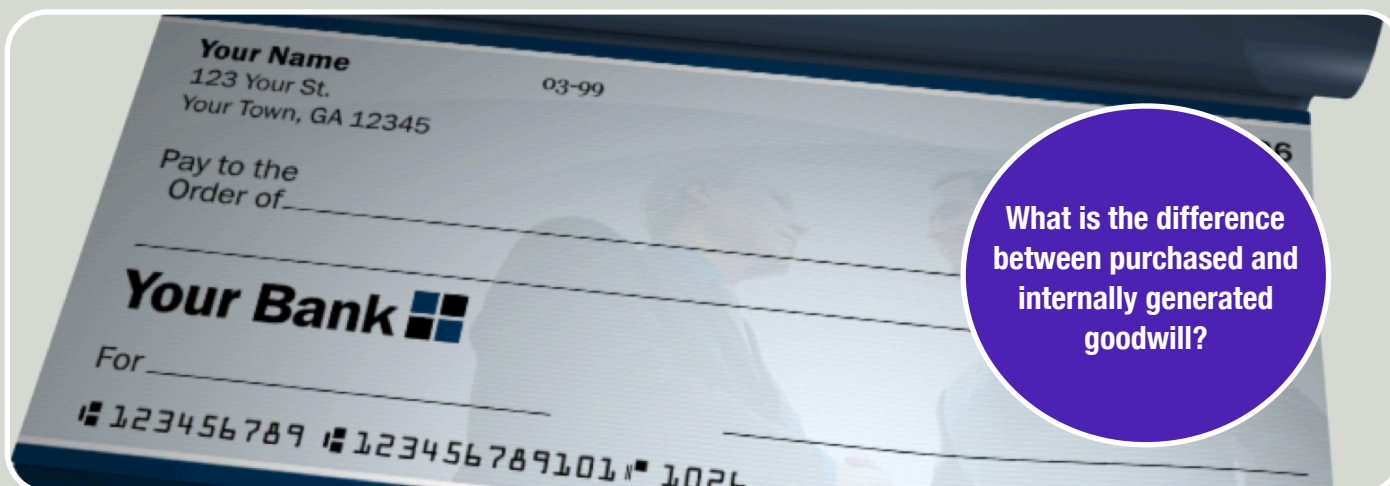 Your Name
123 Your St.
Your Town, GA 12345
03-99
Pay to the
Order of
Your Bank
For
123456789 123456789101 1026
What is the difference
between purchased and
internally generated
goodwill?